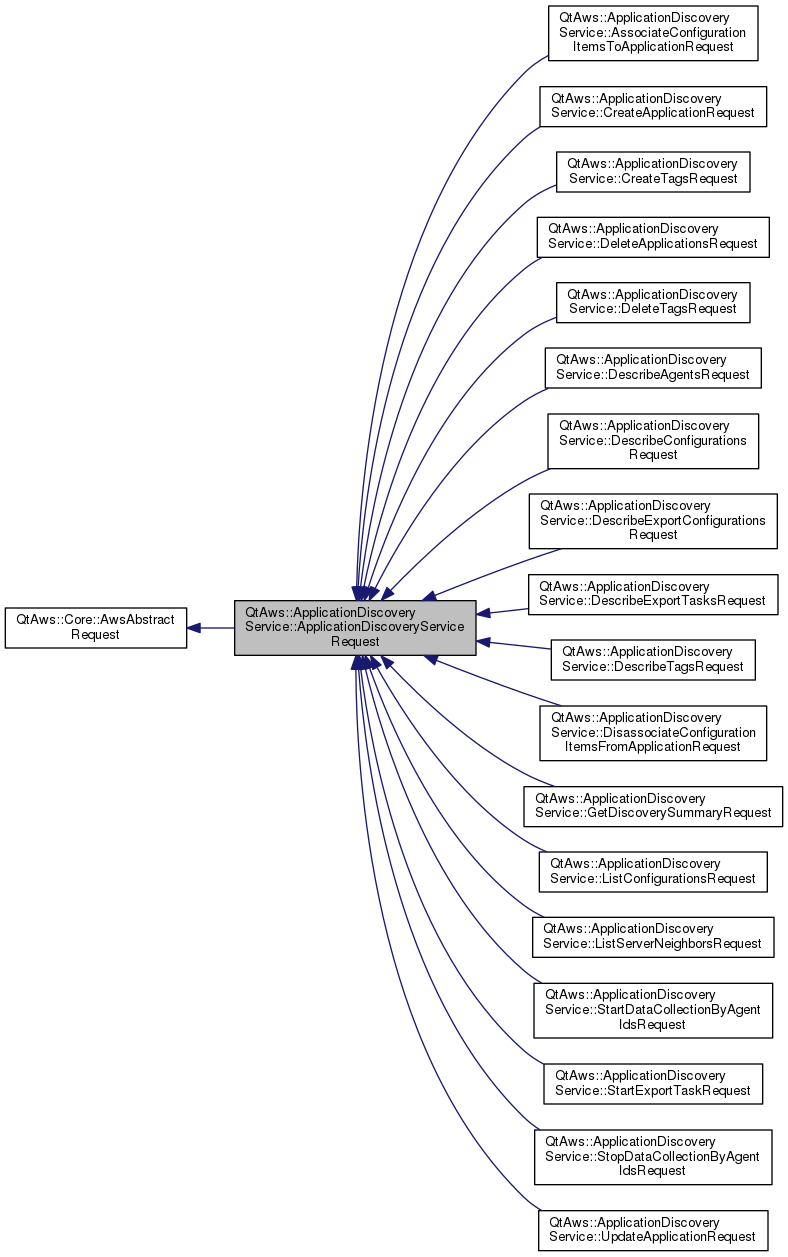 QtAws::ApplicationDiscovery
Service::AssociateConfiguration
ItemsToApplicationRequest
QtAws::ApplicationDiscovery
Service::CreateApplicationRequest
QtAws::ApplicationDiscovery
Service::CreateTagsRequest
QtAws::ApplicationDiscovery
Service::DeleteApplicationsRequest
QtAws::ApplicationDiscovery
Service::DeleteTagsRequest
QtAws::ApplicationDiscovery
Service::DescribeAgentsRequest
QtAws::ApplicationDiscovery
Service::DescribeConfigurations
Request
QtAws::ApplicationDiscovery
Service::DescribeExportConfigurations
Request
QtAws::ApplicationDiscovery
Service::DescribeExportTasksRequest
QtAws::Core::AwsAbstract
Request
QtAws::ApplicationDiscovery
Service::ApplicationDiscoveryService
Request
QtAws::ApplicationDiscovery
Service::DescribeTagsRequest
QtAws::ApplicationDiscovery
Service::DisassociateConfiguration
ItemsFromApplicationRequest
QtAws::ApplicationDiscovery
Service::GetDiscoverySummaryRequest
QtAws::ApplicationDiscovery
Service::ListConfigurationsRequest
QtAws::ApplicationDiscovery
Service::ListServerNeighborsRequest
QtAws::ApplicationDiscovery
Service::StartDataCollectionByAgent
IdsRequest
QtAws::ApplicationDiscovery
Service::StartExportTaskRequest
QtAws::ApplicationDiscovery
Service::StopDataCollectionByAgent
IdsRequest
QtAws::ApplicationDiscovery
Service::UpdateApplicationRequest